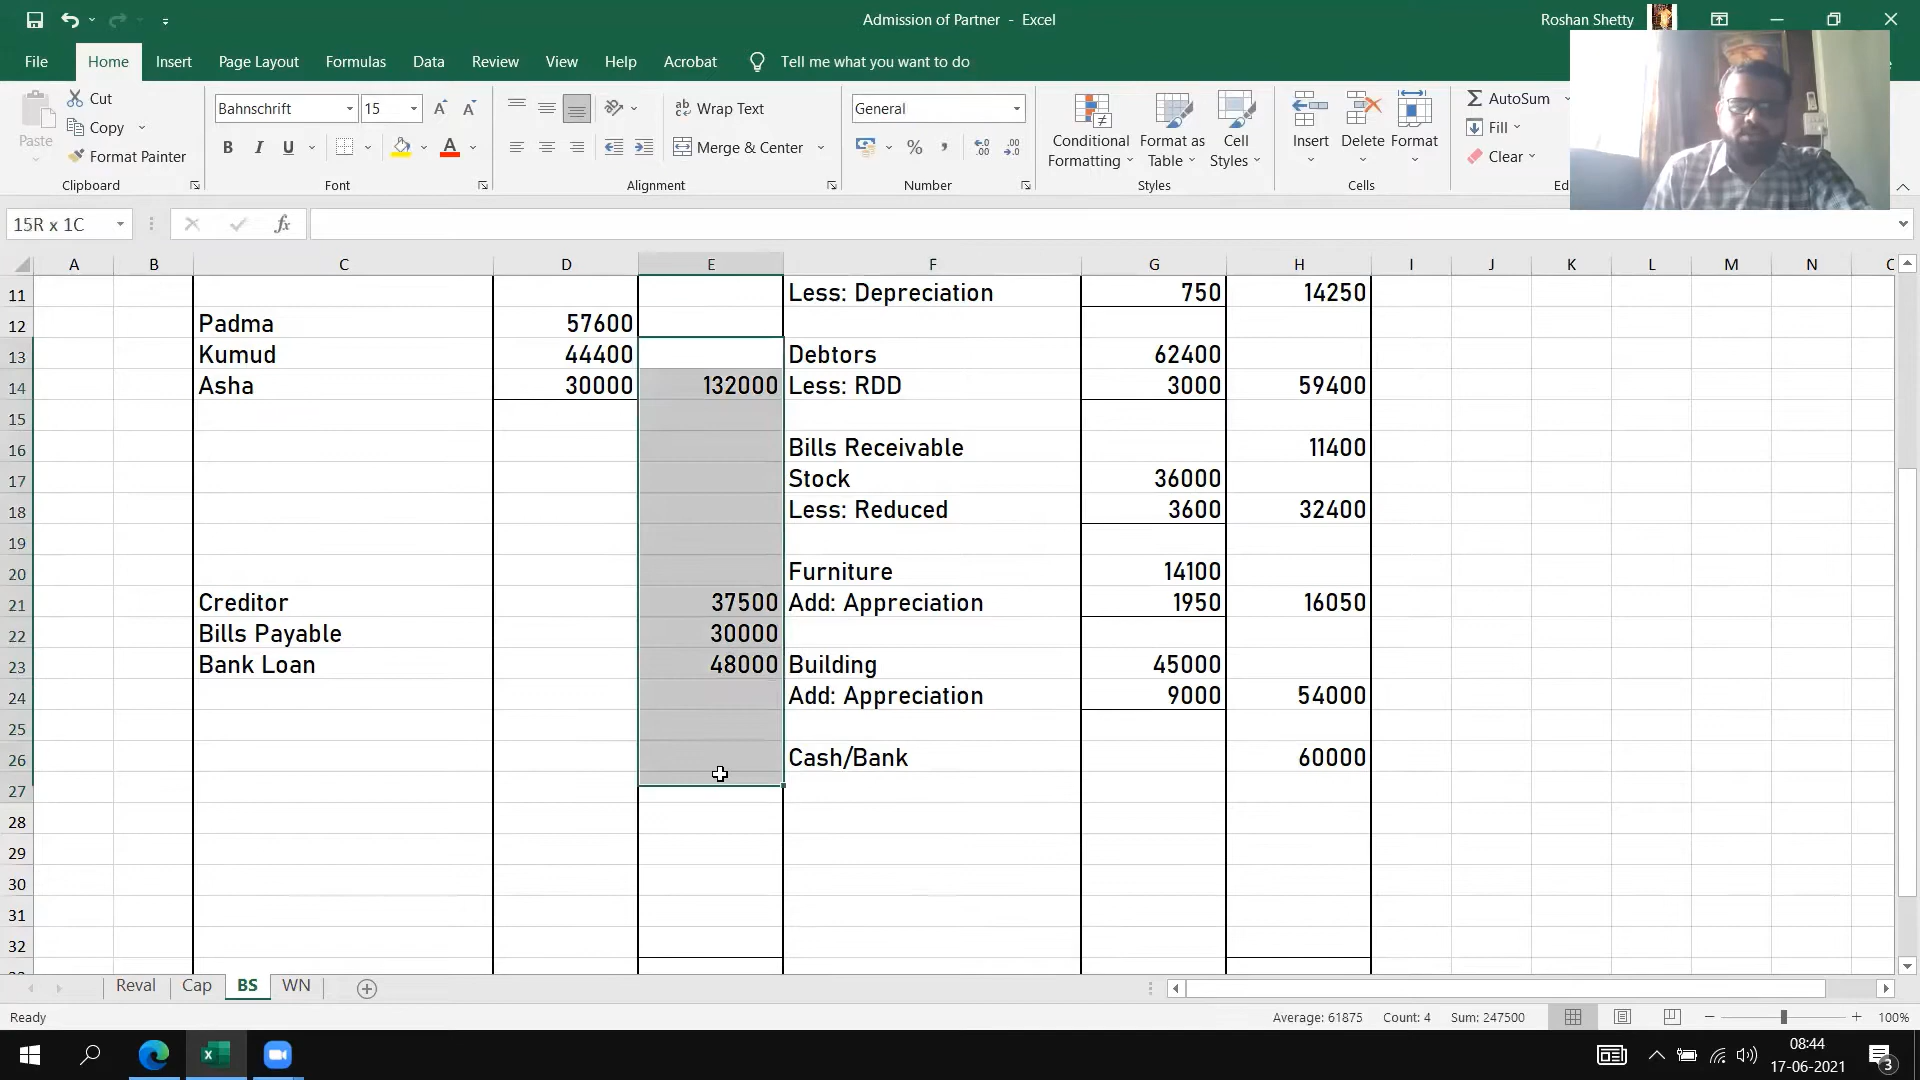 Admission of Partner - Excel
Roshan Shetty
File Home Insert Page Layout Formulas Data Review View Help Acrobat Tell me what you want to do
Paste
Cut
Copy
Format Painter
Clipboard
Bahnschrift 15
B I U
Font
Wrap Text
Merge & Center
Alignment
General
Number
Conditional Formatting
Format as Table
Cell Styles
Styles
Insert Delete Format
Cells
AutoSum
Fill
Clear
15R x 1C
fx
A B C D E F G H I J K L M N
11 Less: Depreciation 750 14250
12 Padma 57600
13 Kumud 44400 Debtors 62400
14 Asha 30000 132000 Less: RDD 3000 59400
15
16 Bills Receivable 11400
17 Stock 36000
18 Less: Reduced 3600 32400
19
20 Furniture 14100
21 Creditor 37500 Add: Appreciation 1950 16050
22 Bills Payable 30000
23 Bank Loan 48000 Building 45000
24 Add: Appreciation 9000 54000
25
26 Cash/Bank 60000
27
28
29
30
31
32
Reval Cap BS WN
Ready Average: 61875 Count: 4 Sum: 247500 100%
08:44
17-06-2021
3